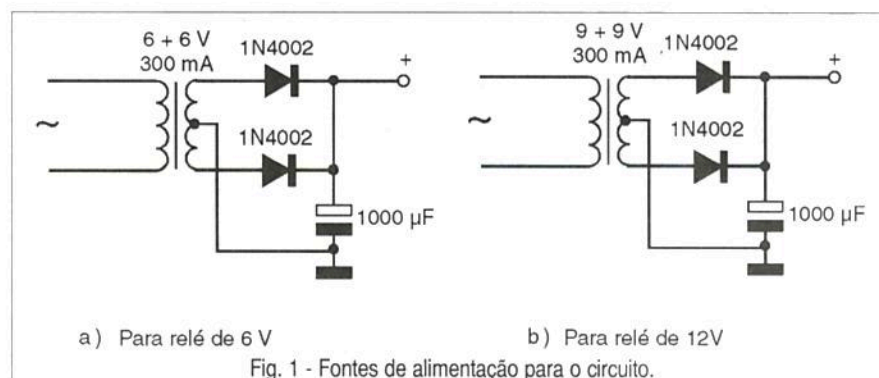 6 + 6 V
300 mA
1N4002
+
~
1N4002
1000 µF
a) Para relé de 6 V
9 + 9 V
300 mA
1N4002
+
~
1N4002
1000 µF
b) Para relé de 12V
Fig. 1 - Fontes de alimentação para o circuito.